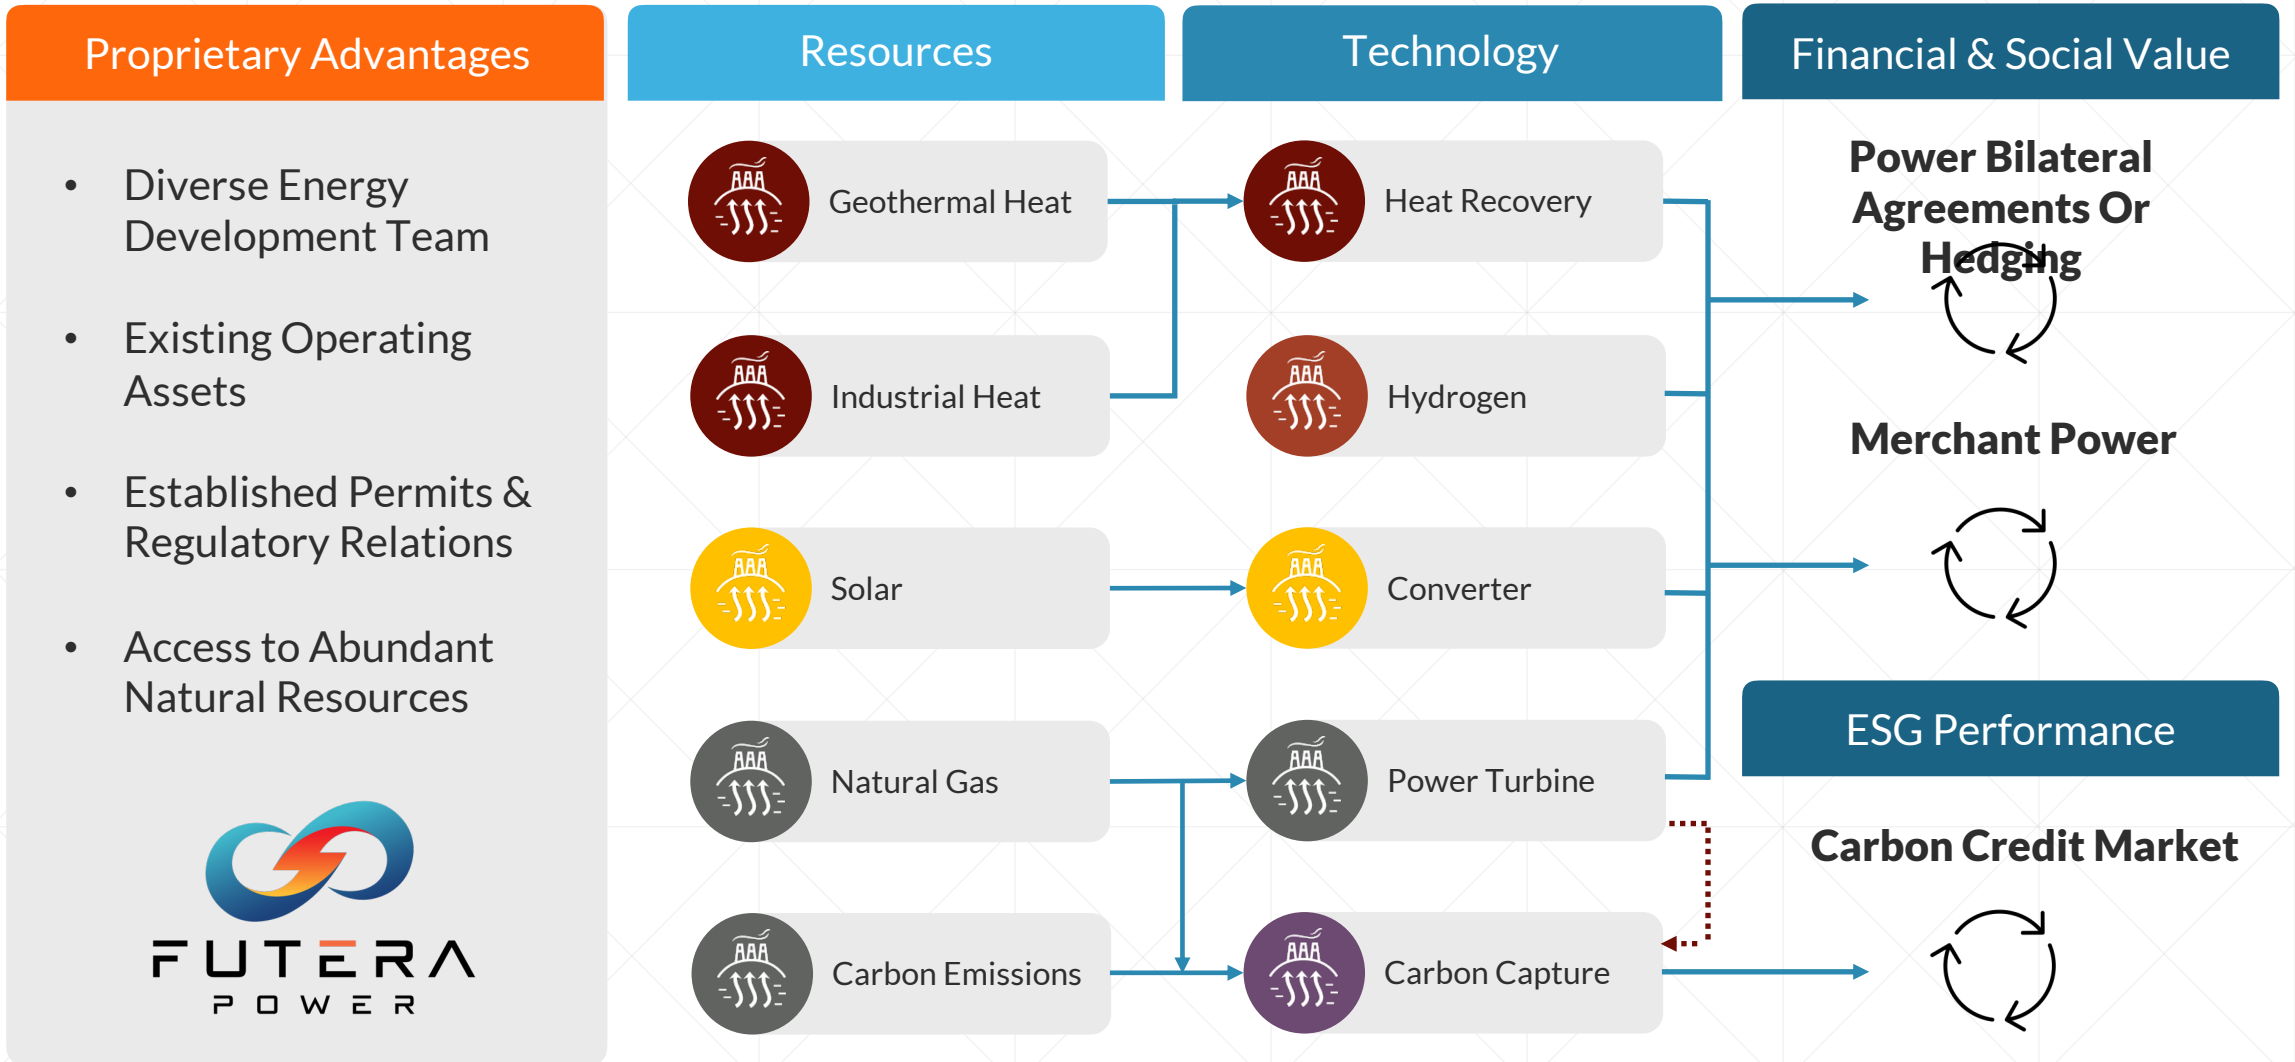 Proprietary Advantages
• Diverse Energy
Development Team
• Existing Operating
Assets
• Established Permits &
Regulatory Relations
• Access to Abundant
Natural Resources
FUTERA
POWER
Resources
Geothermal Heat
Industrial Heat
Solar
Natural Gas
Carbon Emissions
Technology
Heat Recovery
Hydrogen
Converter
Power Turbine
Carbon Capture
Financial & Social Value
Power Bilateral
Agreements Or
Hedging
Merchant Power
ESG Performance
Carbon Credit Market